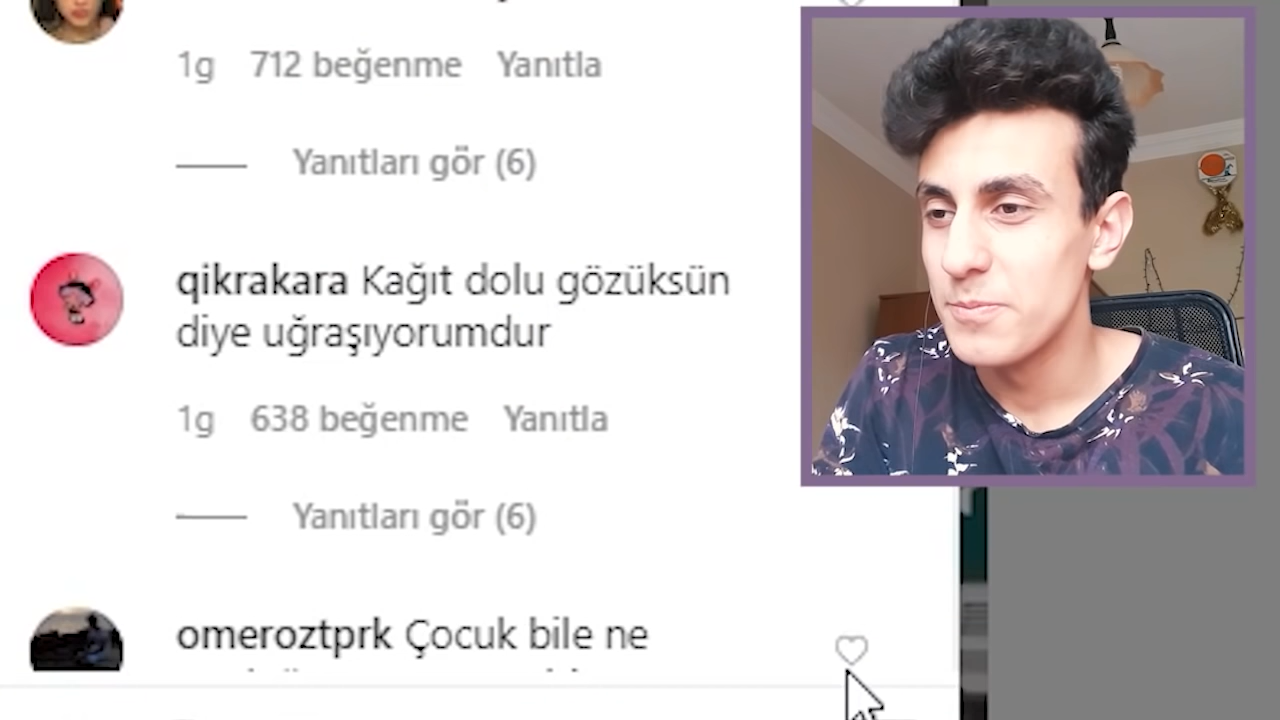 1g 712 beğenme Yanıtla
Yanıtları gör (6)
qikrakara Kağıt dolu gözüksün
diye uğraşıyorumdur
1g 638 beğenme Yanıtla
Yanıtları gör (6)
omeroztprk Çocuk bile ne